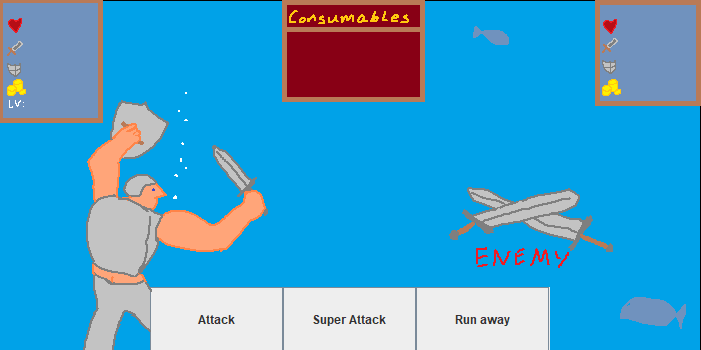 Consumables
LV:
ENEMY
Attack
Super Attack
Run away